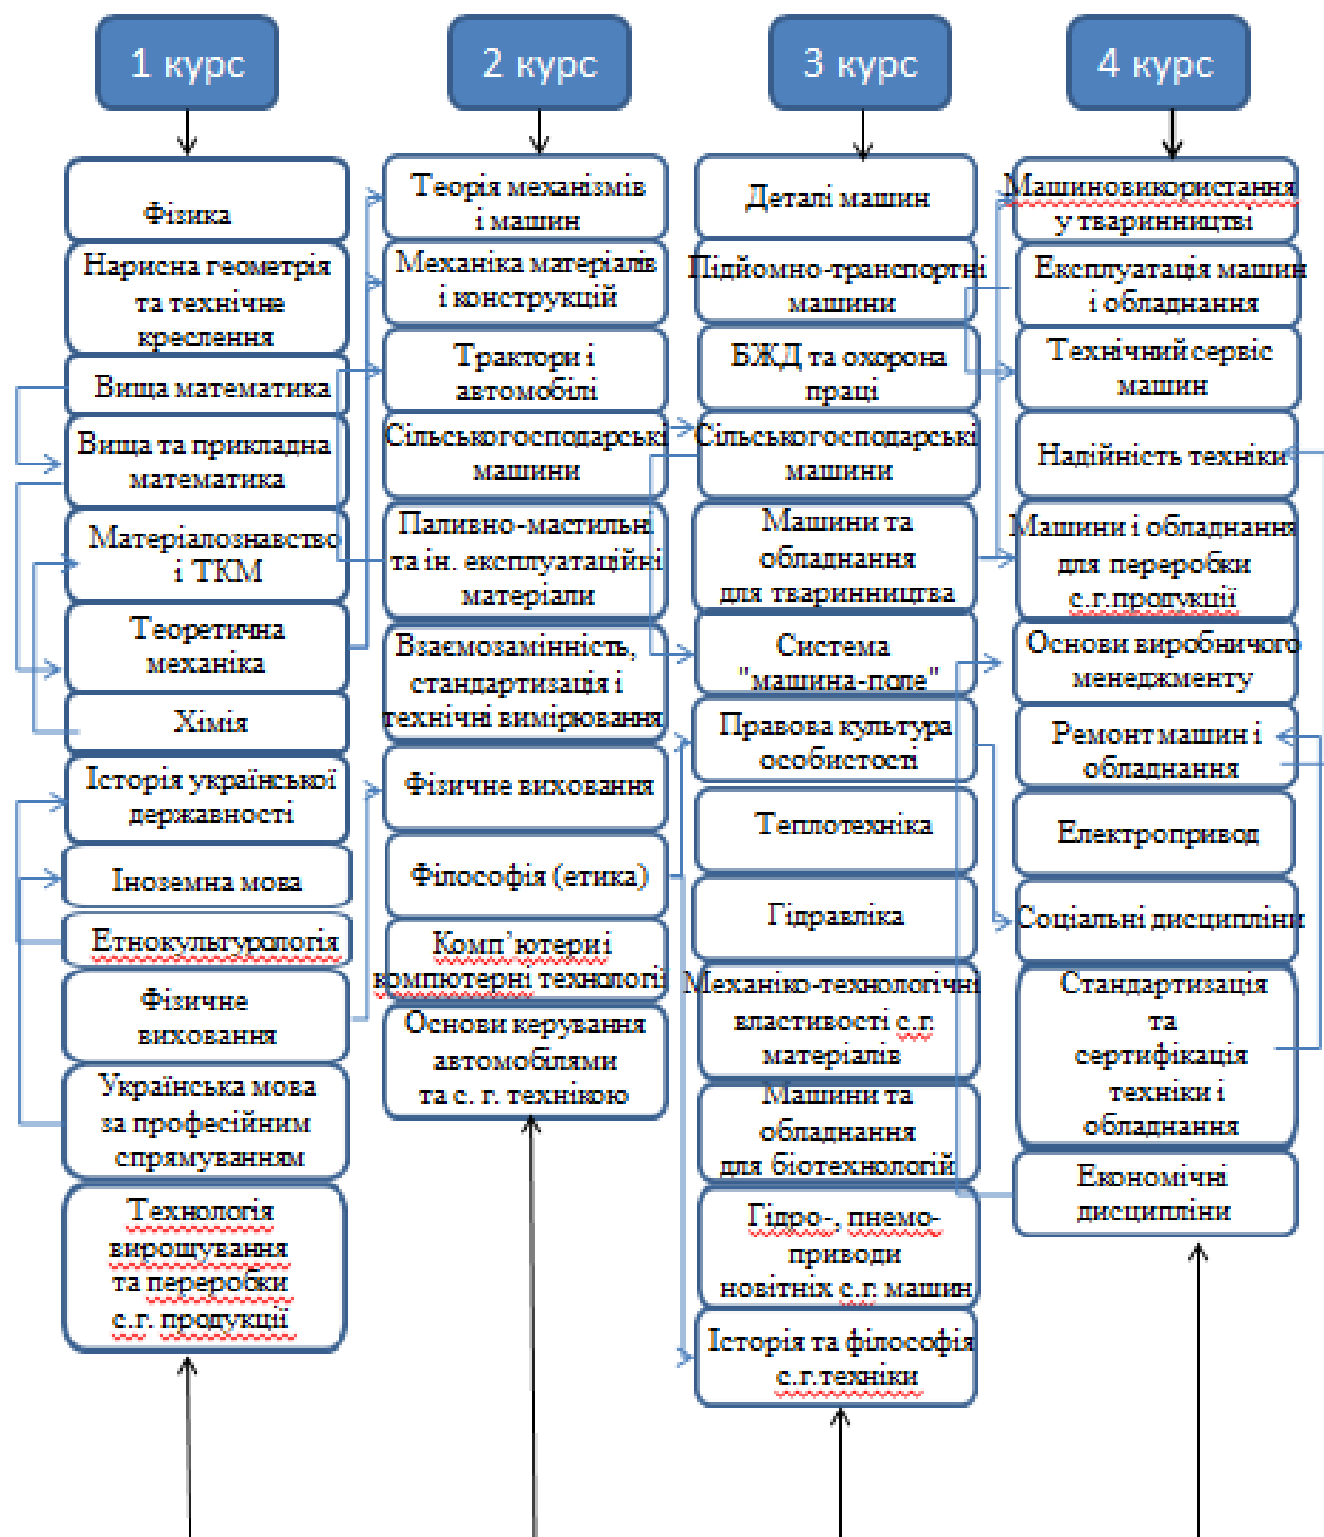 1 курс
2 курс
3 курс
4 курс
Фізика
Нарисна геометрія
та технічне
креслення
Вища математика
Вища та прикладна
математика
Матеріалознавство
і ТКМ
Теоретична
механіка
Хімія
Історія української
державності
Іноземна мова
Етнокультурологія
Фізичне
виховання
Українська мова
за професійним
спрямуванням
Технологія
вирощування
та переробки
с.г. продукції
Теорія механізмів
і машин
Механіка матеріалів
і конструкцій
Трактори і
автомобілі
Сільськогосподарські
машини
Паливно-мастильні
та ін. експлуатаційні
матеріали
Взаємозамінність,
стандартизація і
технічні вимірювання
Фізичне виховання
Філософія (етика)
Комп’ютери і
компютерні технології
Основи керування
автомобілями
та с. г. технікою
Деталі машин
Підйомно-транспортні
машини
БЖД та охорона
праці
Сільськогосподарські
машини
Машини та
обладнання
для тваринництва
Система
"машина-поле"
Правова культура
особистості
Теплотехніка
Гідравліка
Механіко-технологічні
властивості с.г.
матеріалів
Машини та
обладнання
для біотехнологій
Гідро-, пнемо-
приводи
новітніх с.г. машин
Історія та філософія
с.г.техніки
Машиновикористання
у тваринництві
Експлуатація машин
і обладнання
Технічний сервіс
машин
Надійність техніки
Машини і обладнання
для переробки
с.г.продукції
Основи виробничого
менеджменту
Ремонт машин і
обладнання
Електропривод
Соціальні дисципліни
Стандартизація
та
сертифікація
техніки і
обладнання
Економічні
дисципліни